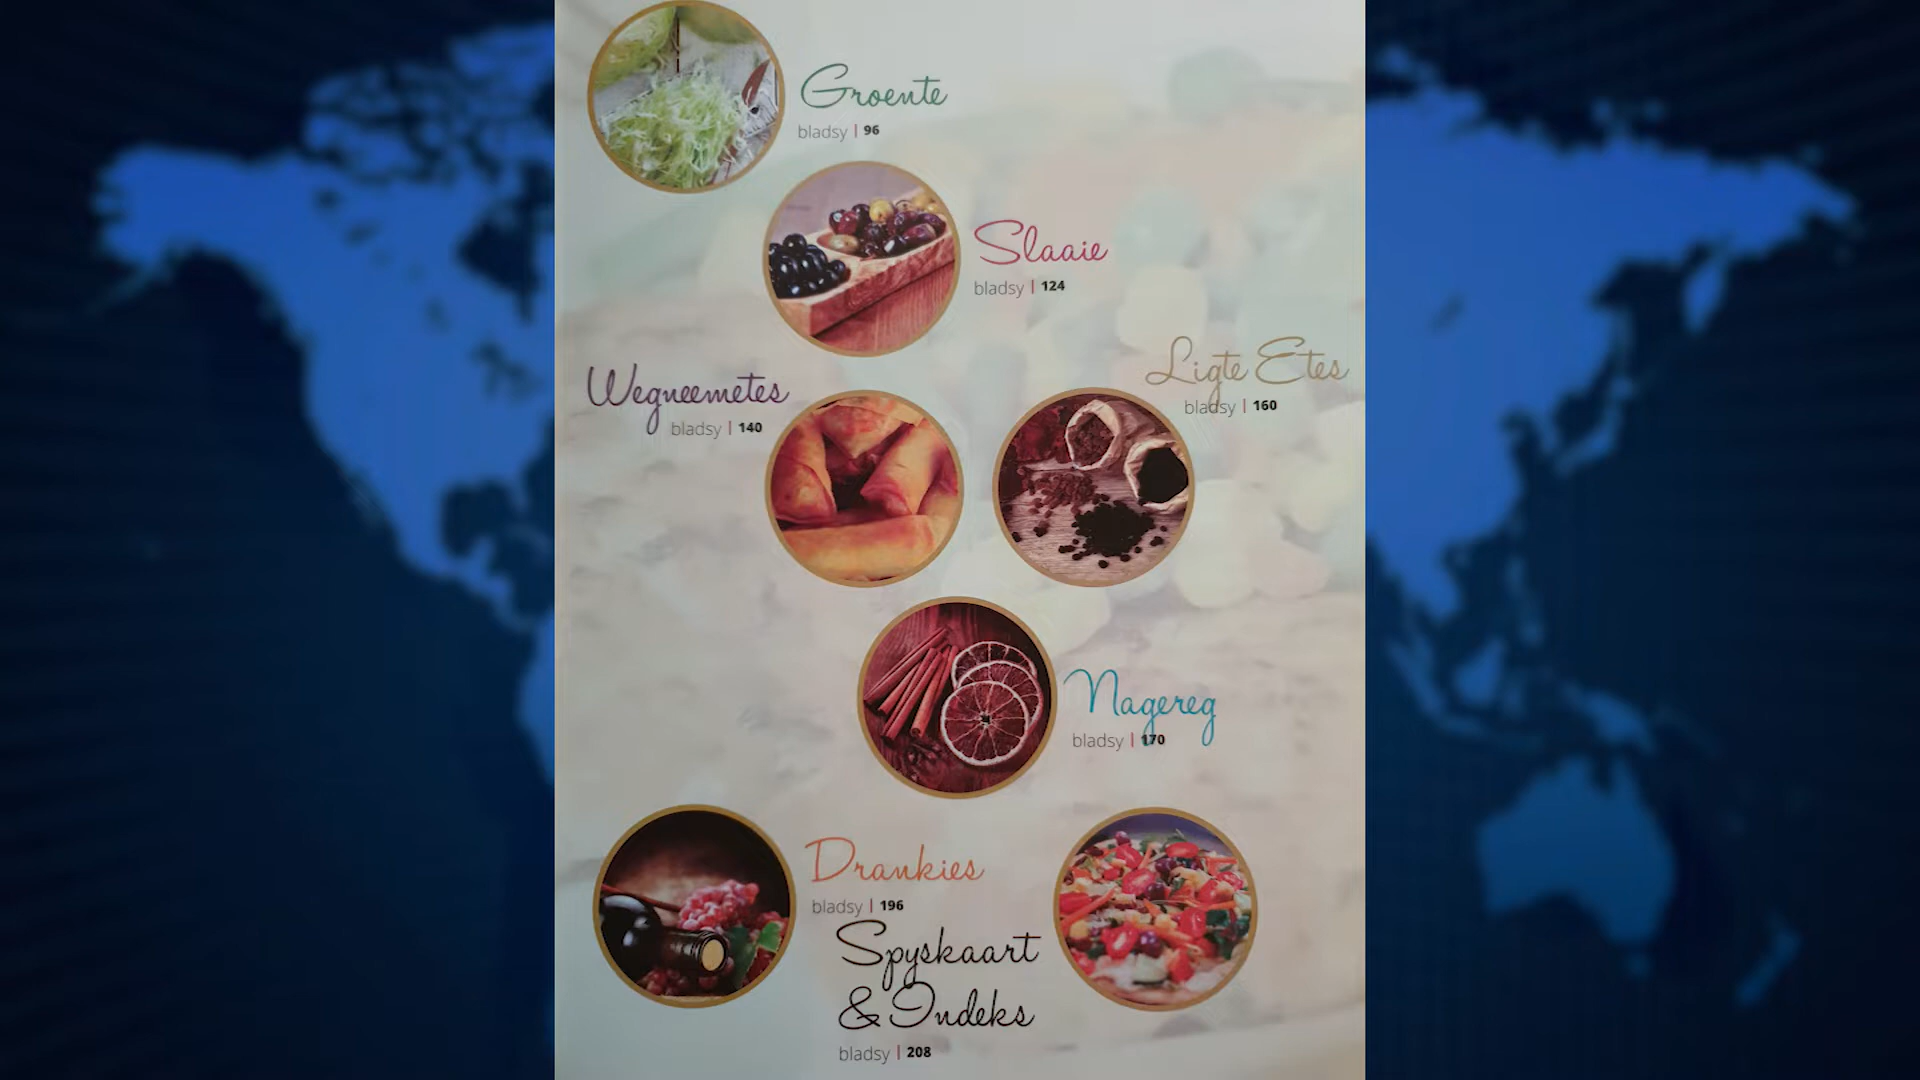 Groente
bladsy | 96
Slaaie
bladsy | 124
Wegneemetes
bladsy | 140
Ligte Etes
bladsy | 160
Nagereg
bladsy | 170
Drankies
bladsy | 196
Spyskaart
& Indeks
bladsy | 208